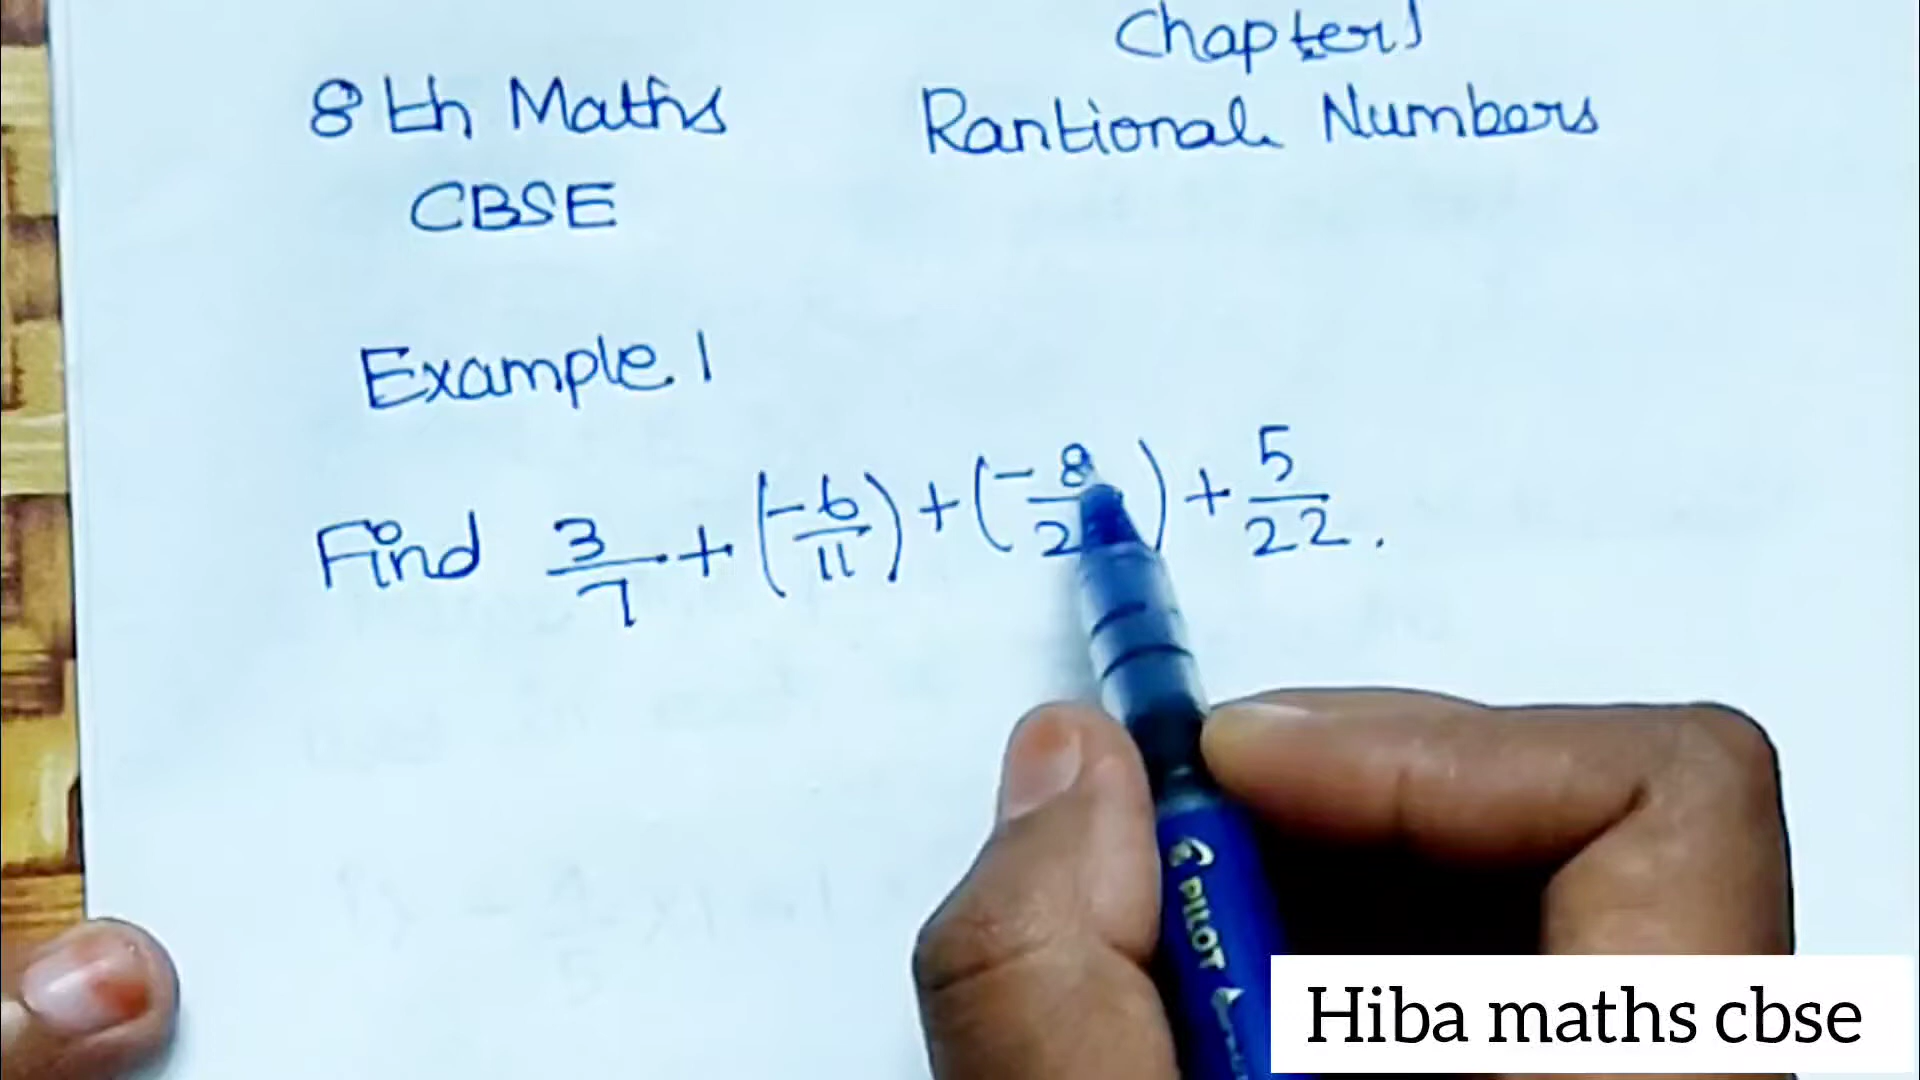 Chapter 1
8th Maths
Rantional Numbers
CBSE
Example 1
Find 3/7 + (-6/11) + (-8/2 ) + 5/22.
PILOT
Hiba maths cbse